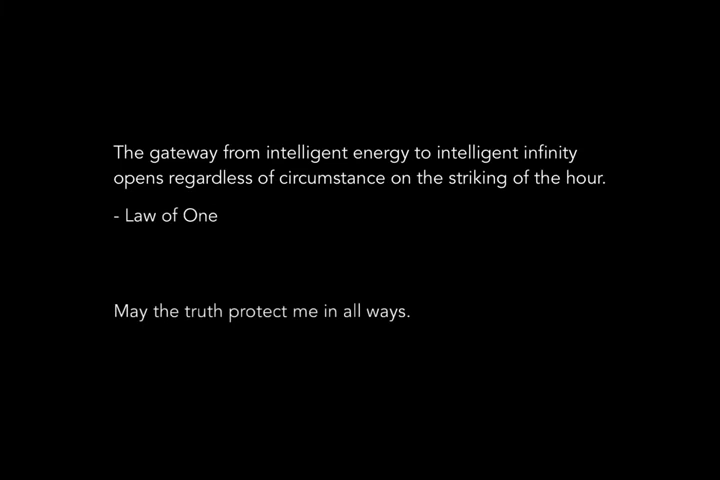 The gateway from intelligent energy to intelligent infinity
opens regardless of circumstance on the striking of the hour.
- Law of One
May the truth protect me in all ways.